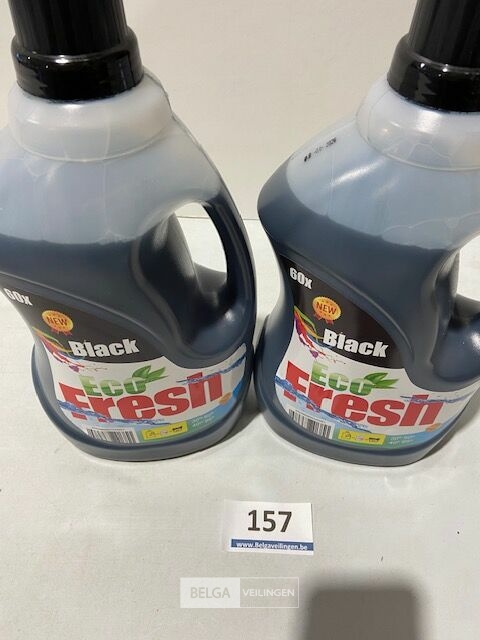 60x
NEW
Black
Eco
Fresh
60x
NEW
Black
Eco
Fresh
157
www.Belgaveilingen.be
BELGA VEILINGEN